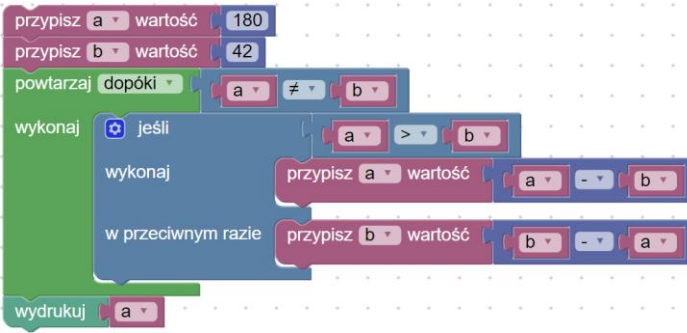 przypisz a wartość 180
przypisz b wartość 42
powtarzaj dopóki a ≠ b
wykonaj jeśli a > b
wykonaj przypisz a wartość a - b
w przeciwnym razie przypisz b wartość b - a
wydrukuj a